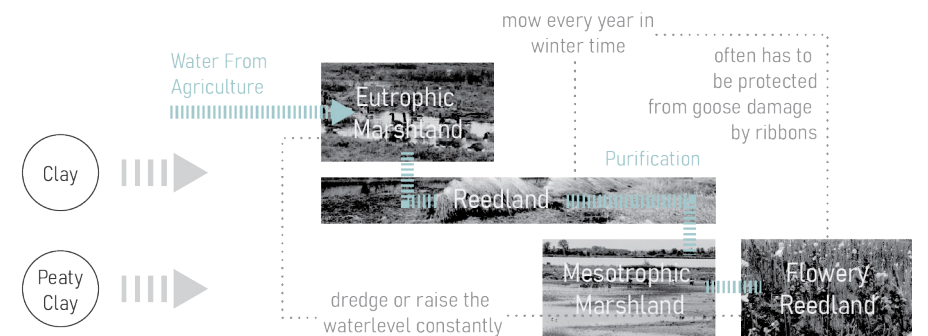 mow every year in
winter time
often has to
be protected
from goose damage
by ribbons
Water From
Agriculture
Eutrophic
Marshland
Clay
Purification
Reedland
Peaty
Clay
Mesotrophic
Marshland
Flowery
Reedland
dredge or raise the
waterlevel constantly